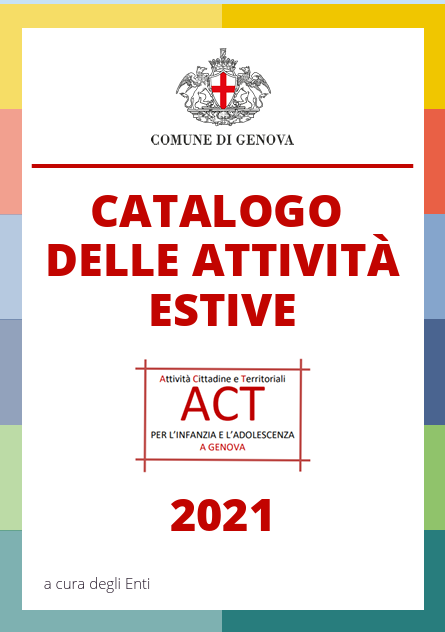 COMUNE DI GENOVA
CATALOGO
DELLE ATTIVITÀ
ESTIVE
Attività Cittadine e Territoriali
ACT
PER L'INFANZIA E L'ADOLESCENZA
A GENOVA
2021
a cura degli Enti